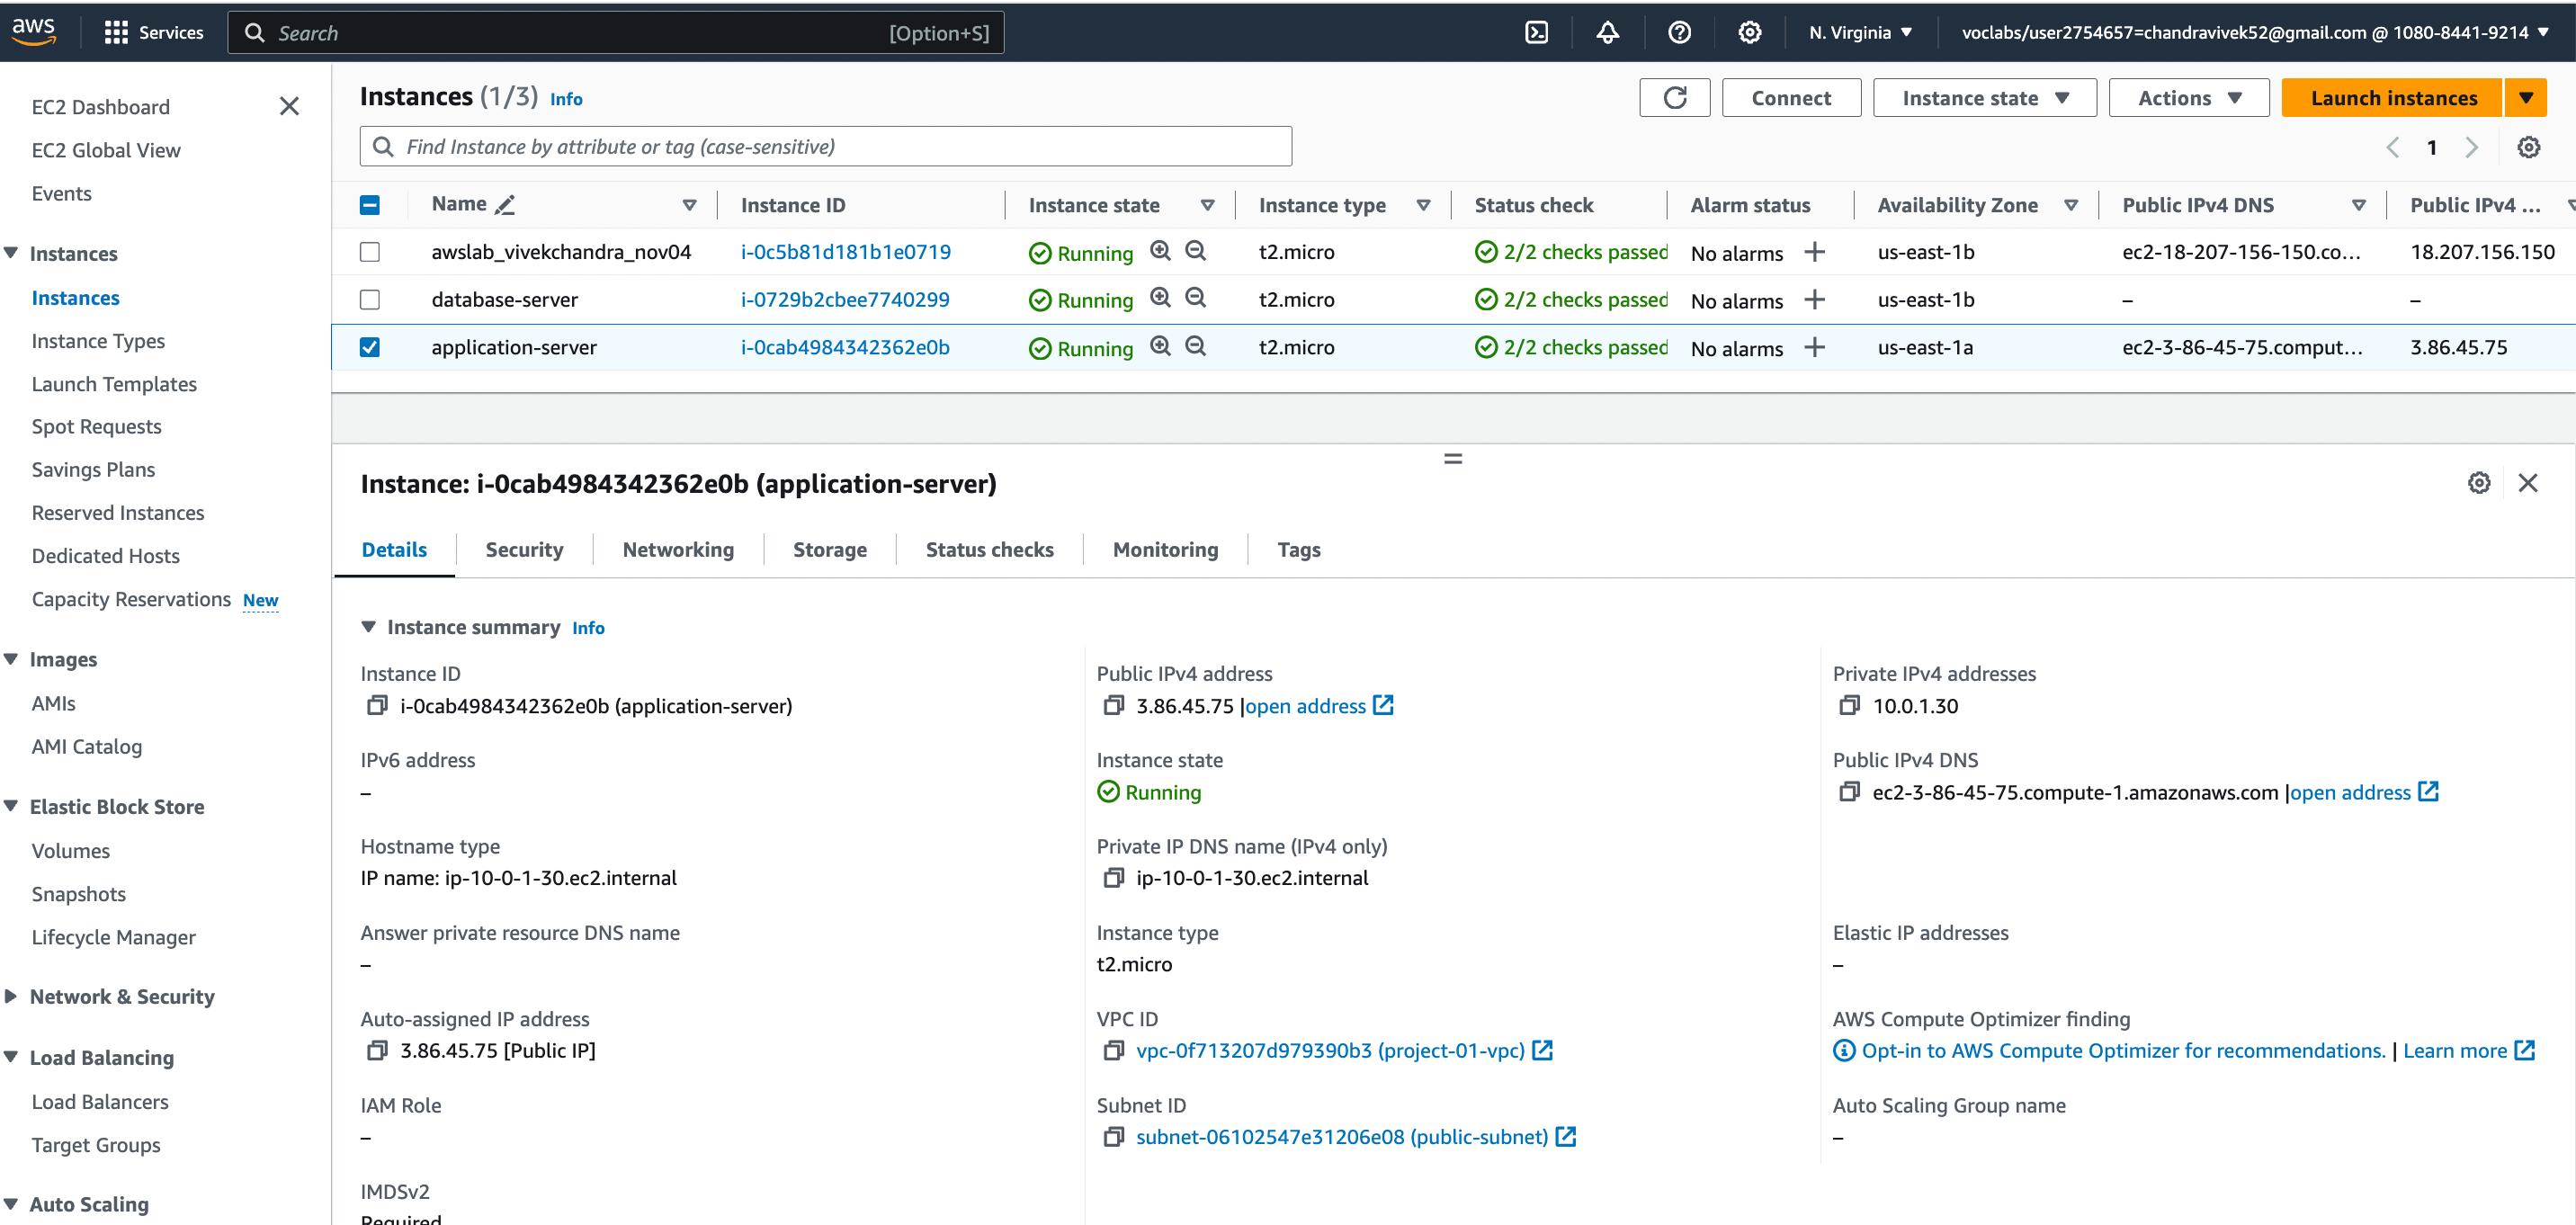 aws
Services
Search
[Option+S]
N. Virginia
voclabs/user2754657=chandravivek52@gmail.com @ 1080-8441-9214
EC2 Dashboard
EC2 Global View
Events
Instances
Instances
Instance Types
Launch Templates
Spot Requests
Savings Plans
Reserved Instances
Dedicated Hosts
Capacity Reservations New
Images
AMIs
AMI Catalog
Elastic Block Store
Volumes
Snapshots
Lifecycle Manager
Network & Security
Load Balancing
Load Balancers
Target Groups
Auto Scaling
Instances (1/3) Info
Connect
Instance state
Actions
Launch instances
Find Instance by attribute or tag (case-sensitive)
1
Name Instance ID Instance state Instance type Status check Alarm status Availability Zone Public IPv4 DNS Public IPv4 ...
awslab_vivekchandra_nov04 i-0c5b81d181b1e0719 Running t2.micro 2/2 checks passed No alarms us-east-1b ec2-18-207-156-150.co... 18.207.156.150
database-server i-0729b2cbee7740299 Running t2.micro 2/2 checks passed No alarms us-east-1b – –
application-server i-0cab4984342362e0b Running t2.micro 2/2 checks passed No alarms us-east-1a ec2-3-86-45-75.comput... 3.86.45.75
Instance: i-0cab4984342362e0b (application-server)
Details Security Networking Storage Status checks Monitoring Tags
Instance summary Info
Instance ID
i-0cab4984342362e0b (application-server)
Public IPv4 address
3.86.45.75 |open address
Private IPv4 addresses
10.0.1.30
IPv6 address
–
Instance state
Running
Public IPv4 DNS
ec2-3-86-45-75.compute-1.amazonaws.com |open address
Hostname type
IP name: ip-10-0-1-30.ec2.internal
Private IP DNS name (IPv4 only)
ip-10-0-1-30.ec2.internal
Answer private resource DNS name
–
Instance type
t2.micro
Elastic IP addresses
–
Auto-assigned IP address
3.86.45.75 [Public IP]
VPC ID
vpc-0f713207d979390b3 (project-01-vpc)
AWS Compute Optimizer finding
Opt-in to AWS Compute Optimizer for recommendations. | Learn more
IAM Role
–
Subnet ID
subnet-06102547e31206e08 (public-subnet)
Auto Scaling Group name
–
IMDSv2
Required